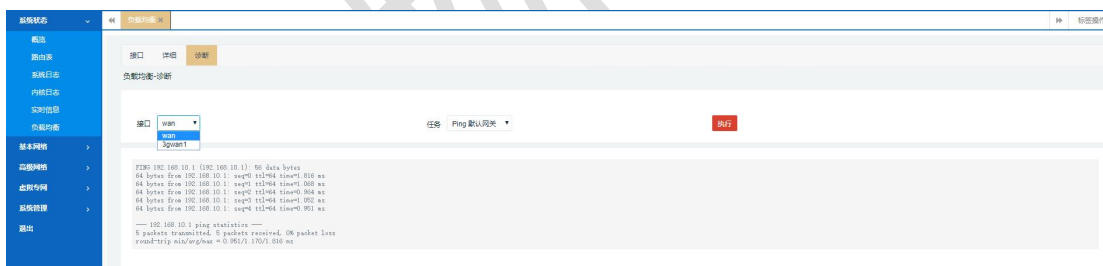 系统状态
负载均衡
标签操作
概览
路由表
系统日志
内核日志
实时信息
负载均衡
基本网络
高级网络
虚拟专网
系统管理
退出
接口 详细 诊断
负载均衡-诊断
接口 wan 任务 Ping 默认网关 执行
wan
3gwan1
PING 192.168.10.1 (192.168.10.1): 56 data bytes
64 bytes from 192.168.10.1: seq=0 ttl=64 time=1.816 ms
64 bytes from 192.168.10.1: seq=1 ttl=64 time=1.068 ms
64 bytes from 192.168.10.1: seq=2 ttl=64 time=0.964 ms
64 bytes from 192.168.10.1: seq=3 ttl=64 time=1.052 ms
64 bytes from 192.168.10.1: seq=4 ttl=64 time=0.951 ms
--- 192.168.10.1 ping statistics ---
5 packets transmitted, 5 packets received, 0% packet loss
round-trip min/avg/max = 0.951/1.170/1.816 ms